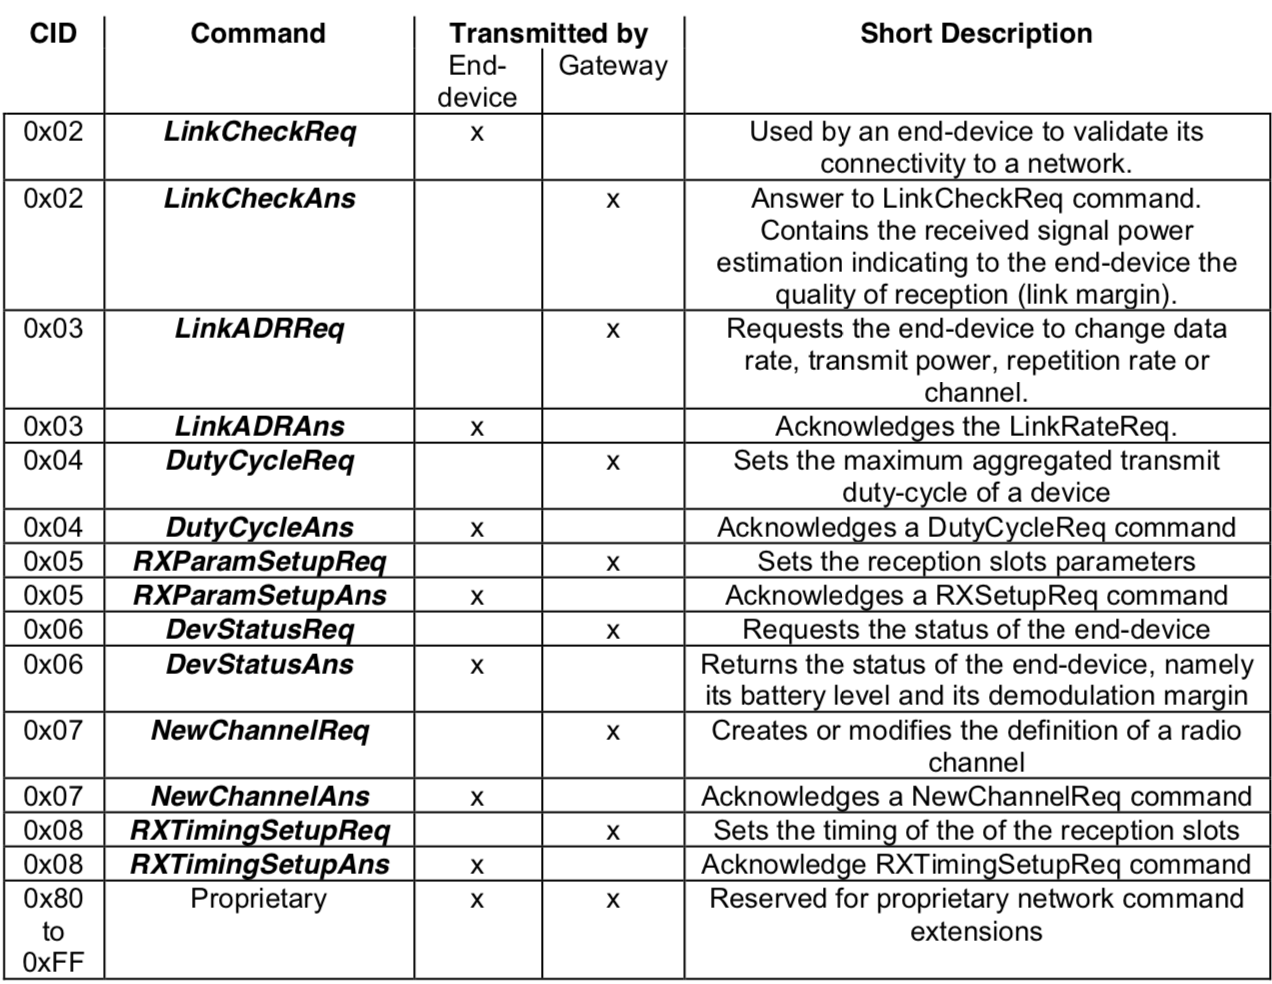 CID Command Transmitted by Short Description
End-device Gateway
0x02 LinkCheckReq x Used by an end-device to validate its
connectivity to a network.
0x02 LinkCheckAns x Answer to LinkCheckReq command.
Contains the received signal power
estimation indicating to the end-device the
quality of reception (link margin).
0x03 LinkADRReq x Requests the end-device to change data
rate, transmit power, repetition rate or
channel.
0x03 LinkADRAns x Acknowledges the LinkRateReq.
0x04 DutyCycleReq x Sets the maximum aggregated transmit
duty-cycle of a device
0x04 DutyCycleAns x Acknowledges a DutyCycleReq command
0x05 RXParamSetupReq x Sets the reception slots parameters
0x05 RXParamSetupAns x Acknowledges a RXSetupReq command
0x06 DevStatusReq x Requests the status of the end-device
0x06 DevStatusAns x Returns the status of the end-device, namely
its battery level and its demodulation margin
0x07 NewChannelReq x Creates or modifies the definition of a radio
channel
0x07 NewChannelAns x Acknowledges a NewChannelReq command
0x08 RXTimingSetupReq x Sets the timing of the of the reception slots
0x08 RXTimingSetupAns x Acknowledge RXTimingSetupReq command
0x80 Proprietary x x Reserved for proprietary network command
to extensions
0xFF